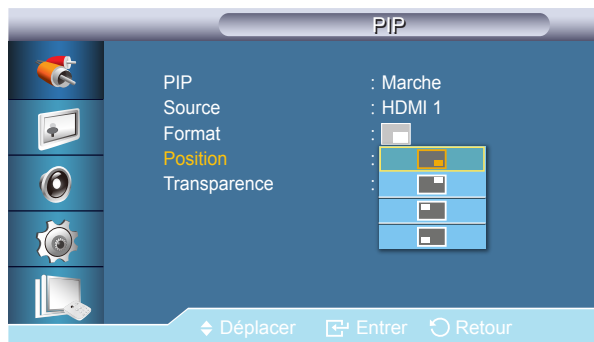 PIP
PIP : Marche
Source : HDMI 1
Format :
Position :
Transparence :
Déplacer Entrer Retour